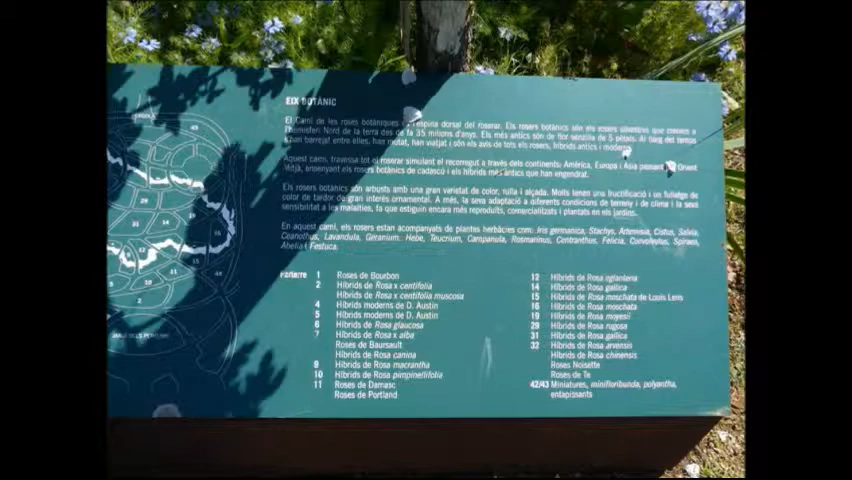 EIX BOTÀNIC
El Camí de les roses botàniques és l'espina dorsal del roserar. Els rosers botànics són els rosers silvestres que creixen a
l'hemisferi Nord de la terra des de fa 35 milions d'anys. Els més antics són de flor senzilla de 5 pètals. Al llarg del temps
s'han barrejat entre elles, han mutat, han viatjat i són els avis de tots els rosers, híbrids antics i moderns.
Aquest camí, travessa tot el roserar simulant el recorregut a través dels continents: Amèrica, Europa i Àsia Orient
Mitjà, ensenyant els rosers botànics de cadascú i els híbrids més antics que han engendrat.
Els rosers botànics són arbusts amb una gran varietat de color, fulla i alçada. Molts tenen una fructificació i un fullatge de
color de tardor de gran interès ornamental. A més, la seva adaptació a diferents condicions de terreny i de clima i la seva
sensibilitat a les malalties, fa que estiguin encara més reproduïts, comercialitzats i plantats en els jardins.
En aquest camí, els rosers estan acompanyats de plantes herbàcies com: Iris germanica, Stachys, Artemisia, Cistus, Salvia,
Ceanothus, Lavandula, Geranium, Hebe, Teucrium, Campanula, Rosmarinus, Centranthus, Felicia, Convolvulus, Spiraea,
Abelia i Festuca.
Parterre 1 Roses de Bourbon
2 Híbrids de Rosa x centifolia
Híbrids de Rosa x centifolia muscosa
4 Híbrids moderns de D. Austin
5 Híbrids moderns de D. Austin
6 Híbrids de Rosa glaucosa
7 Híbrids de Rosa x alba
Roses de Baursault
Híbrids de Rosa canina
9 Híbrids de Rosa macrantha
10 Híbrids de Rosa pimpinellifolia
11 Roses de Damasc
Roses de Portland
12 Híbrids de Rosa eglanteria
14 Híbrids de Rosa gallica
15 Híbrids de Rosa moschata de Louis Lens
16 Híbrids de Rosa moschata
19 Híbrids de Rosa moyesii
29 Híbrids de Rosa rugosa
31 Híbrids de Rosa gallica
32 Híbrids de Rosa arvensis
Híbrids de Rosa chinensis
Roses Noisette
Roses de Te
42/43 Miniatures, minifloribunda, polyantha,
entapissants